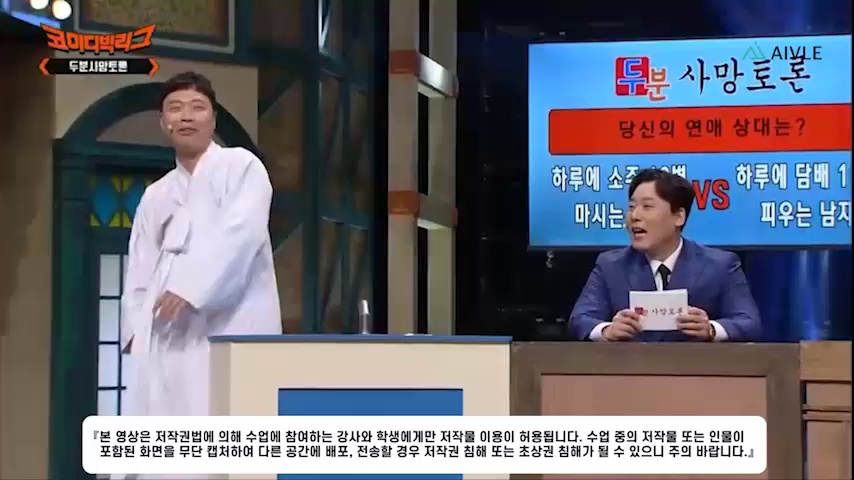 코미디빅리그
두분사망토론
AIVLE
두분 사망토론
당신의 연애 상대는?
하루에 소주
마시는
VS
하루에 담배 1
피우는 남자
두분 사망토론
『본 영상은 저작권법에 의해 수업에 참여하는 강사와 학생에게만 저작물 이용이 허용됩니다. 수업 중의 저작물 또는 인물이
포함된 화면을 무단 캡처하여 다른 공간에 배포, 전송할 경우 저작권 침해 또는 초상권 침해가 될 수 있으니 주의 바랍니다.』